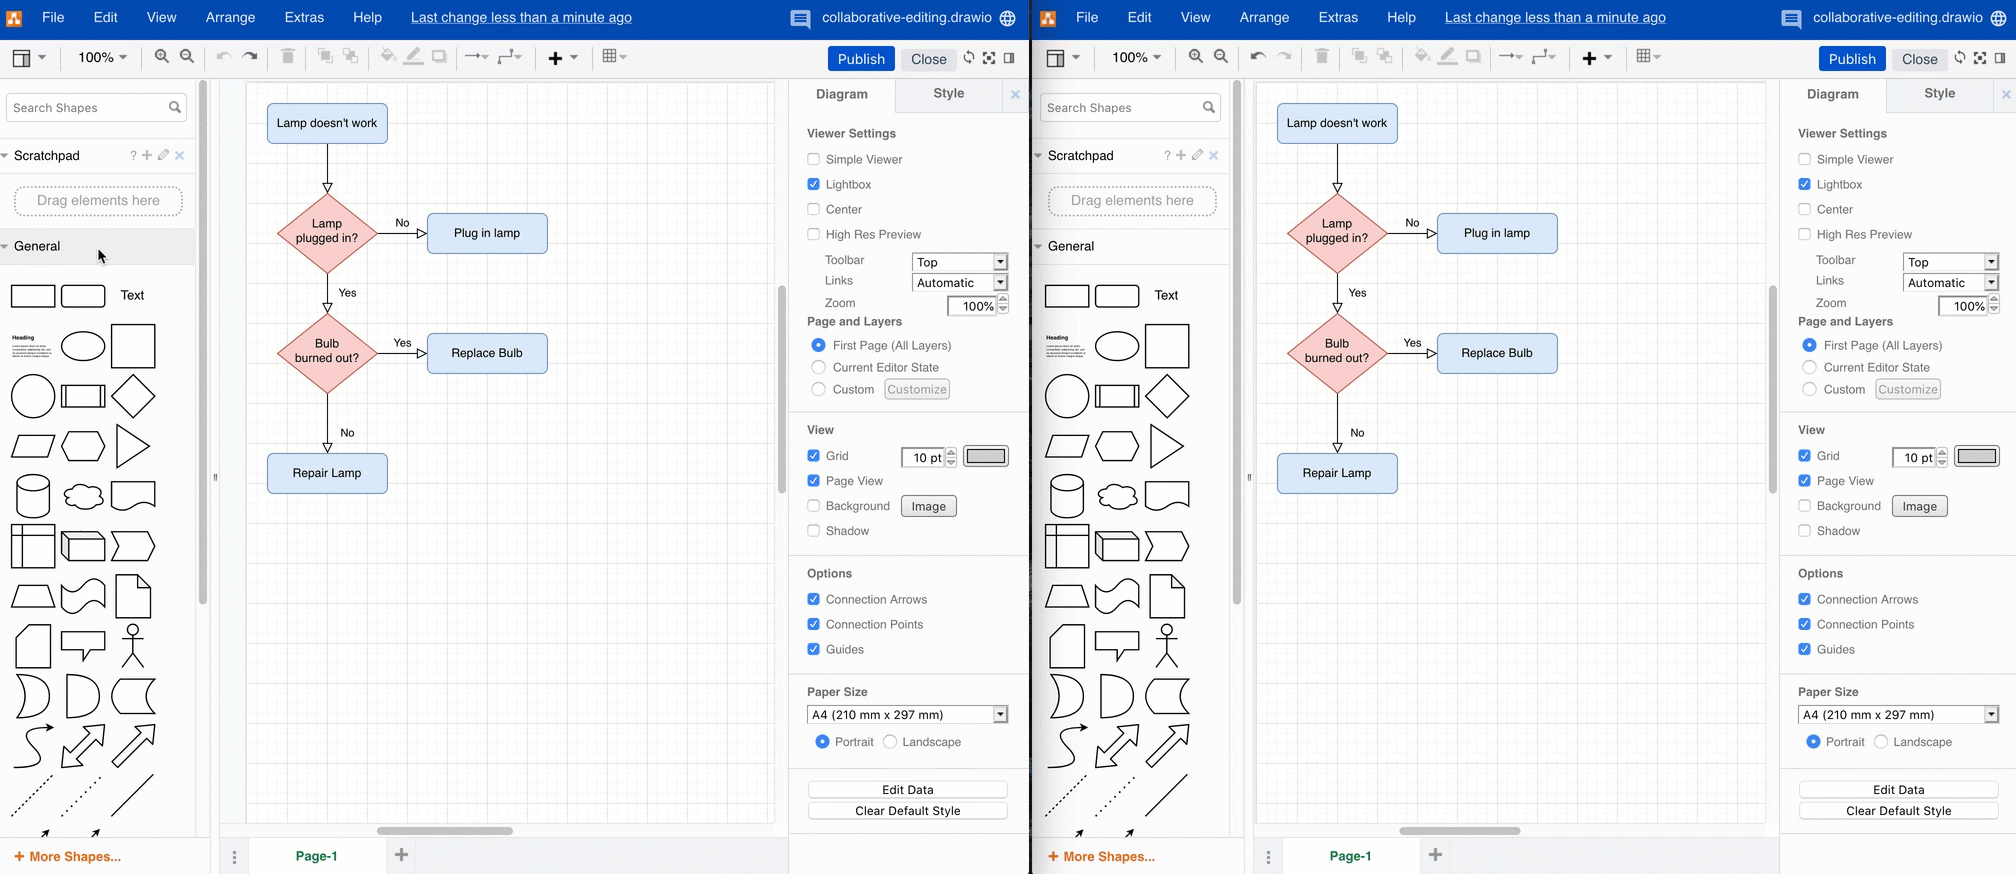 File Edit View Arrange Extras Help Last change less than a minute ago collaborative-editing.drawio
100% Publish Close
Search Shapes
Scratchpad ?
Drag elements here
General
Text
Heading
+ More Shapes...
Lamp doesn't work
Lamp
plugged in?
No
Plug in lamp
Yes
Bulb
burned out?
Yes
Replace Bulb
No
Repair Lamp
Page-1
Diagram Style
Viewer Settings
Simple Viewer
Lightbox
Center
High Res Preview
Toolbar Top
Links Automatic
Zoom 100%
Page and Layers
First Page (All Layers)
Current Editor State
Custom Customize
View
Grid 10 pt
Page View
Background Image
Shadow
Options
Connection Arrows
Connection Points
Guides
Paper Size
A4 (210 mm x 297 mm)
Portrait Landscape
Edit Data
Clear Default Style
File Edit View Arrange Extras Help Last change less than a minute ago collaborative-editing.drawio
100% Publish Close
Search Shapes
Scratchpad ?
Drag elements here
General
Text
Heading
+ More Shapes...
Lamp doesn't work
Lamp
plugged in?
No
Plug in lamp
Yes
Bulb
burned out?
Yes
Replace Bulb
No
Repair Lamp
Page-1
Diagram Style
Viewer Settings
Simple Viewer
Lightbox
Center
High Res Preview
Toolbar Top
Links Automatic
Zoom 100%
Page and Layers
First Page (All Layers)
Current Editor State
Custom Customize
View
Grid 10 pt
Page View
Background Image
Shadow
Options
Connection Arrows
Connection Points
Guides
Paper Size
A4 (210 mm x 297 mm)
Portrait Landscape
Edit Data
Clear Default Style